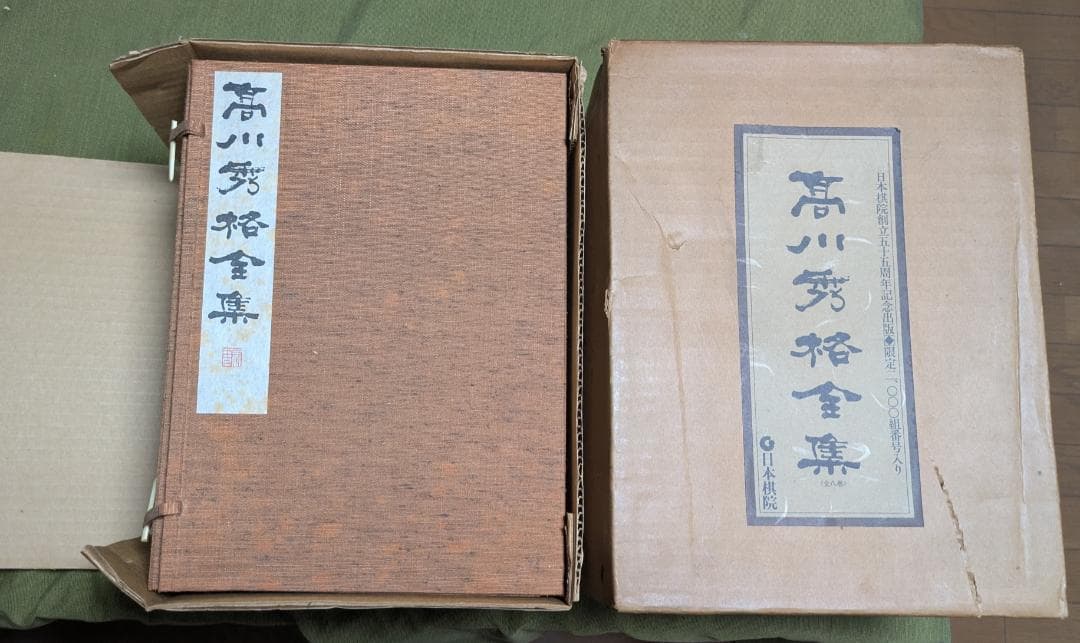 高川秀格全集
日本棋院創立五十五周年記念出版◆限定二、〇〇〇組番号入り
高川秀格全集
(全八巻)
日本棋院